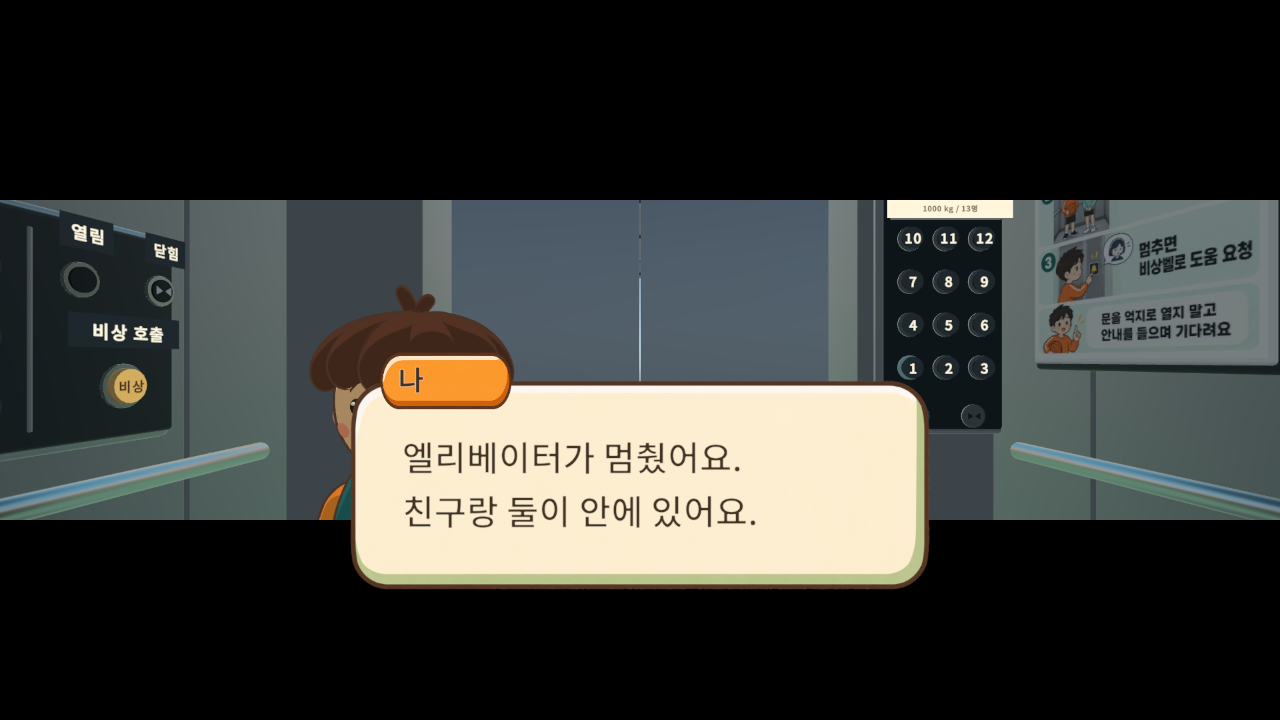 열림
닫힘
비상 호출
비상
1000 kg / 13명
10 11 12
7 8 9
4 5 6
1 2 3
3
멈추면
비상벨로 도움 요청
문을 억지로 열지 말고
안내를 들으며 기다려요
나
엘리베이터가 멈췄어요.
친구랑 둘이 안에 있어요.